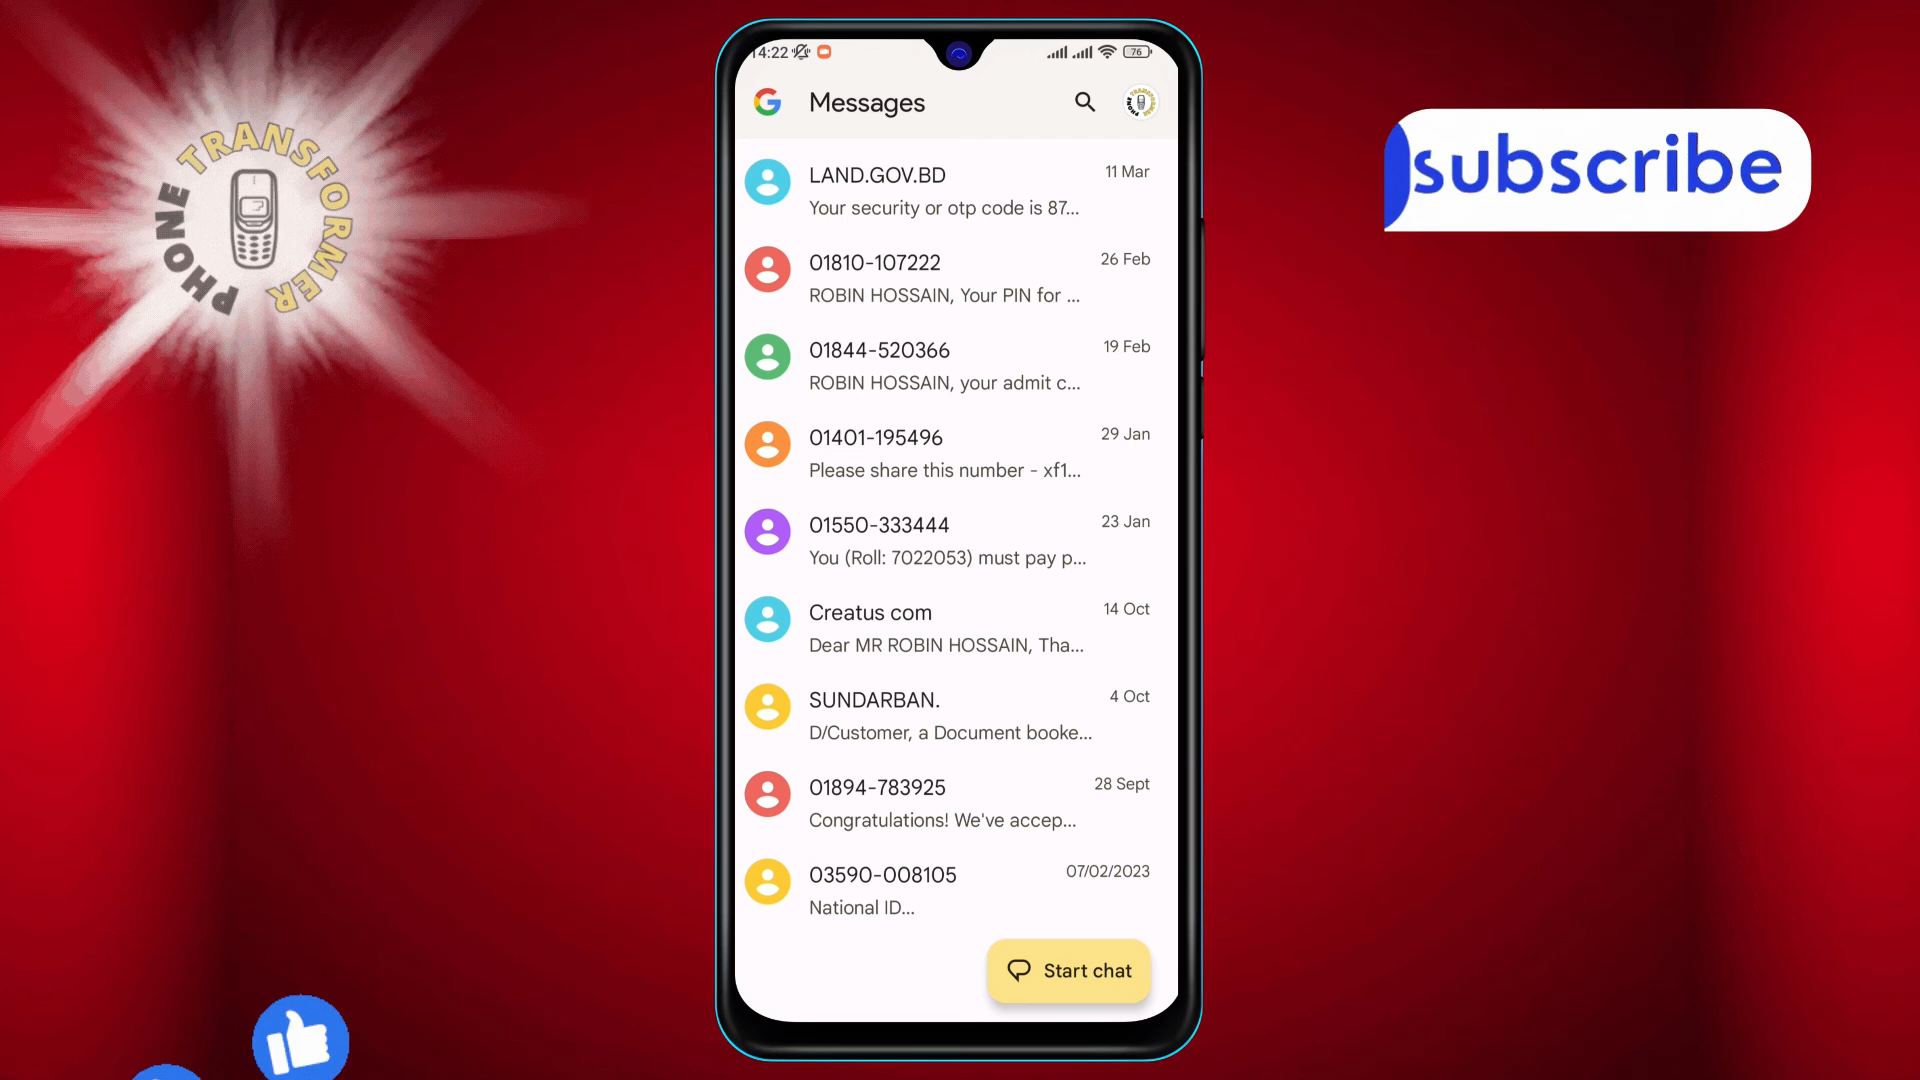 PHONE TRANSFORMER
subscribe
14:22
76
Messages
LAND.GOV.BD
11 Mar
Your security or otp code is 87...
01810-107222
26 Feb
ROBIN HOSSAIN, Your PIN for ...
01844-520366
19 Feb
ROBIN HOSSAIN, your admit c...
01401-195496
29 Jan
Please share this number - xf1...
01550-333444
23 Jan
You (Roll: 7022053) must pay p...
Creatus com
14 Oct
Dear MR ROBIN HOSSAIN, Tha...
SUNDARBAN.
4 Oct
D/Customer, a Document booke...
01894-783925
28 Sept
Congratulations! We've accep...
03590-008105
07/02/2023
National ID...
Start chat